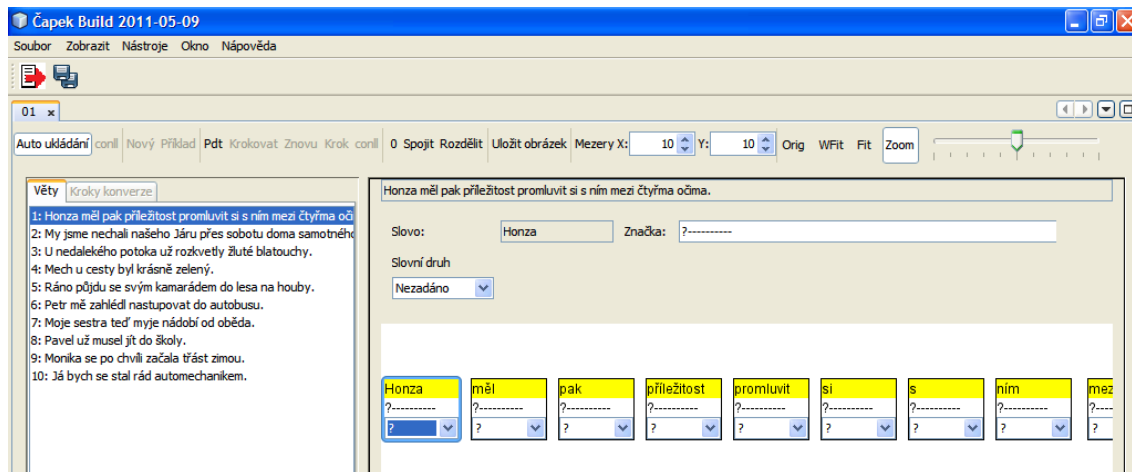 Čapek Build 2011-05-09
Soubor Zobrazit Nástroje Okno Nápověda
01
Auto ukládání conll Nový Příklad Pdt Krokovat Znovu Krok conll 0 Spojit Rozdělit Uložit obrázek Mezery X: 10 Y: 10 Orig WFit Fit Zoom
Věty Kroky konverze
1: Honza měl pak příležitost promluvit si s ním mezi čtyřma oči
2: My jsme nechali našeho Járu přes sobotu doma samotného
3: U nedalekého potoka už rozkvetly žluté blatouchy.
4: Mech u cesty byl krásně zelený.
5: Ráno půjdu se svým kamarádem do lesa na houby.
6: Petr mě zahlédl nastupovat do autobusu.
7: Moje sestra teď myje nádobí od oběda.
8: Pavel už musel jít do školy.
9: Monika se po chvíli začala třást zimou.
10: Já bych se stal rád automechanikem.
Honza měl pak příležitost promluvit si s ním mezi čtyřma očima.
Slovo: Honza Značka: ?----------
Slovní druh
Nezadáno
Honza měl pak příležitost promluvit si s ním mez
?---------- ?---------- ?---------- ?---------- ?---------- ?---------- ?---------- ?---------- ?---
? ? ? ? ? ? ? ? ?